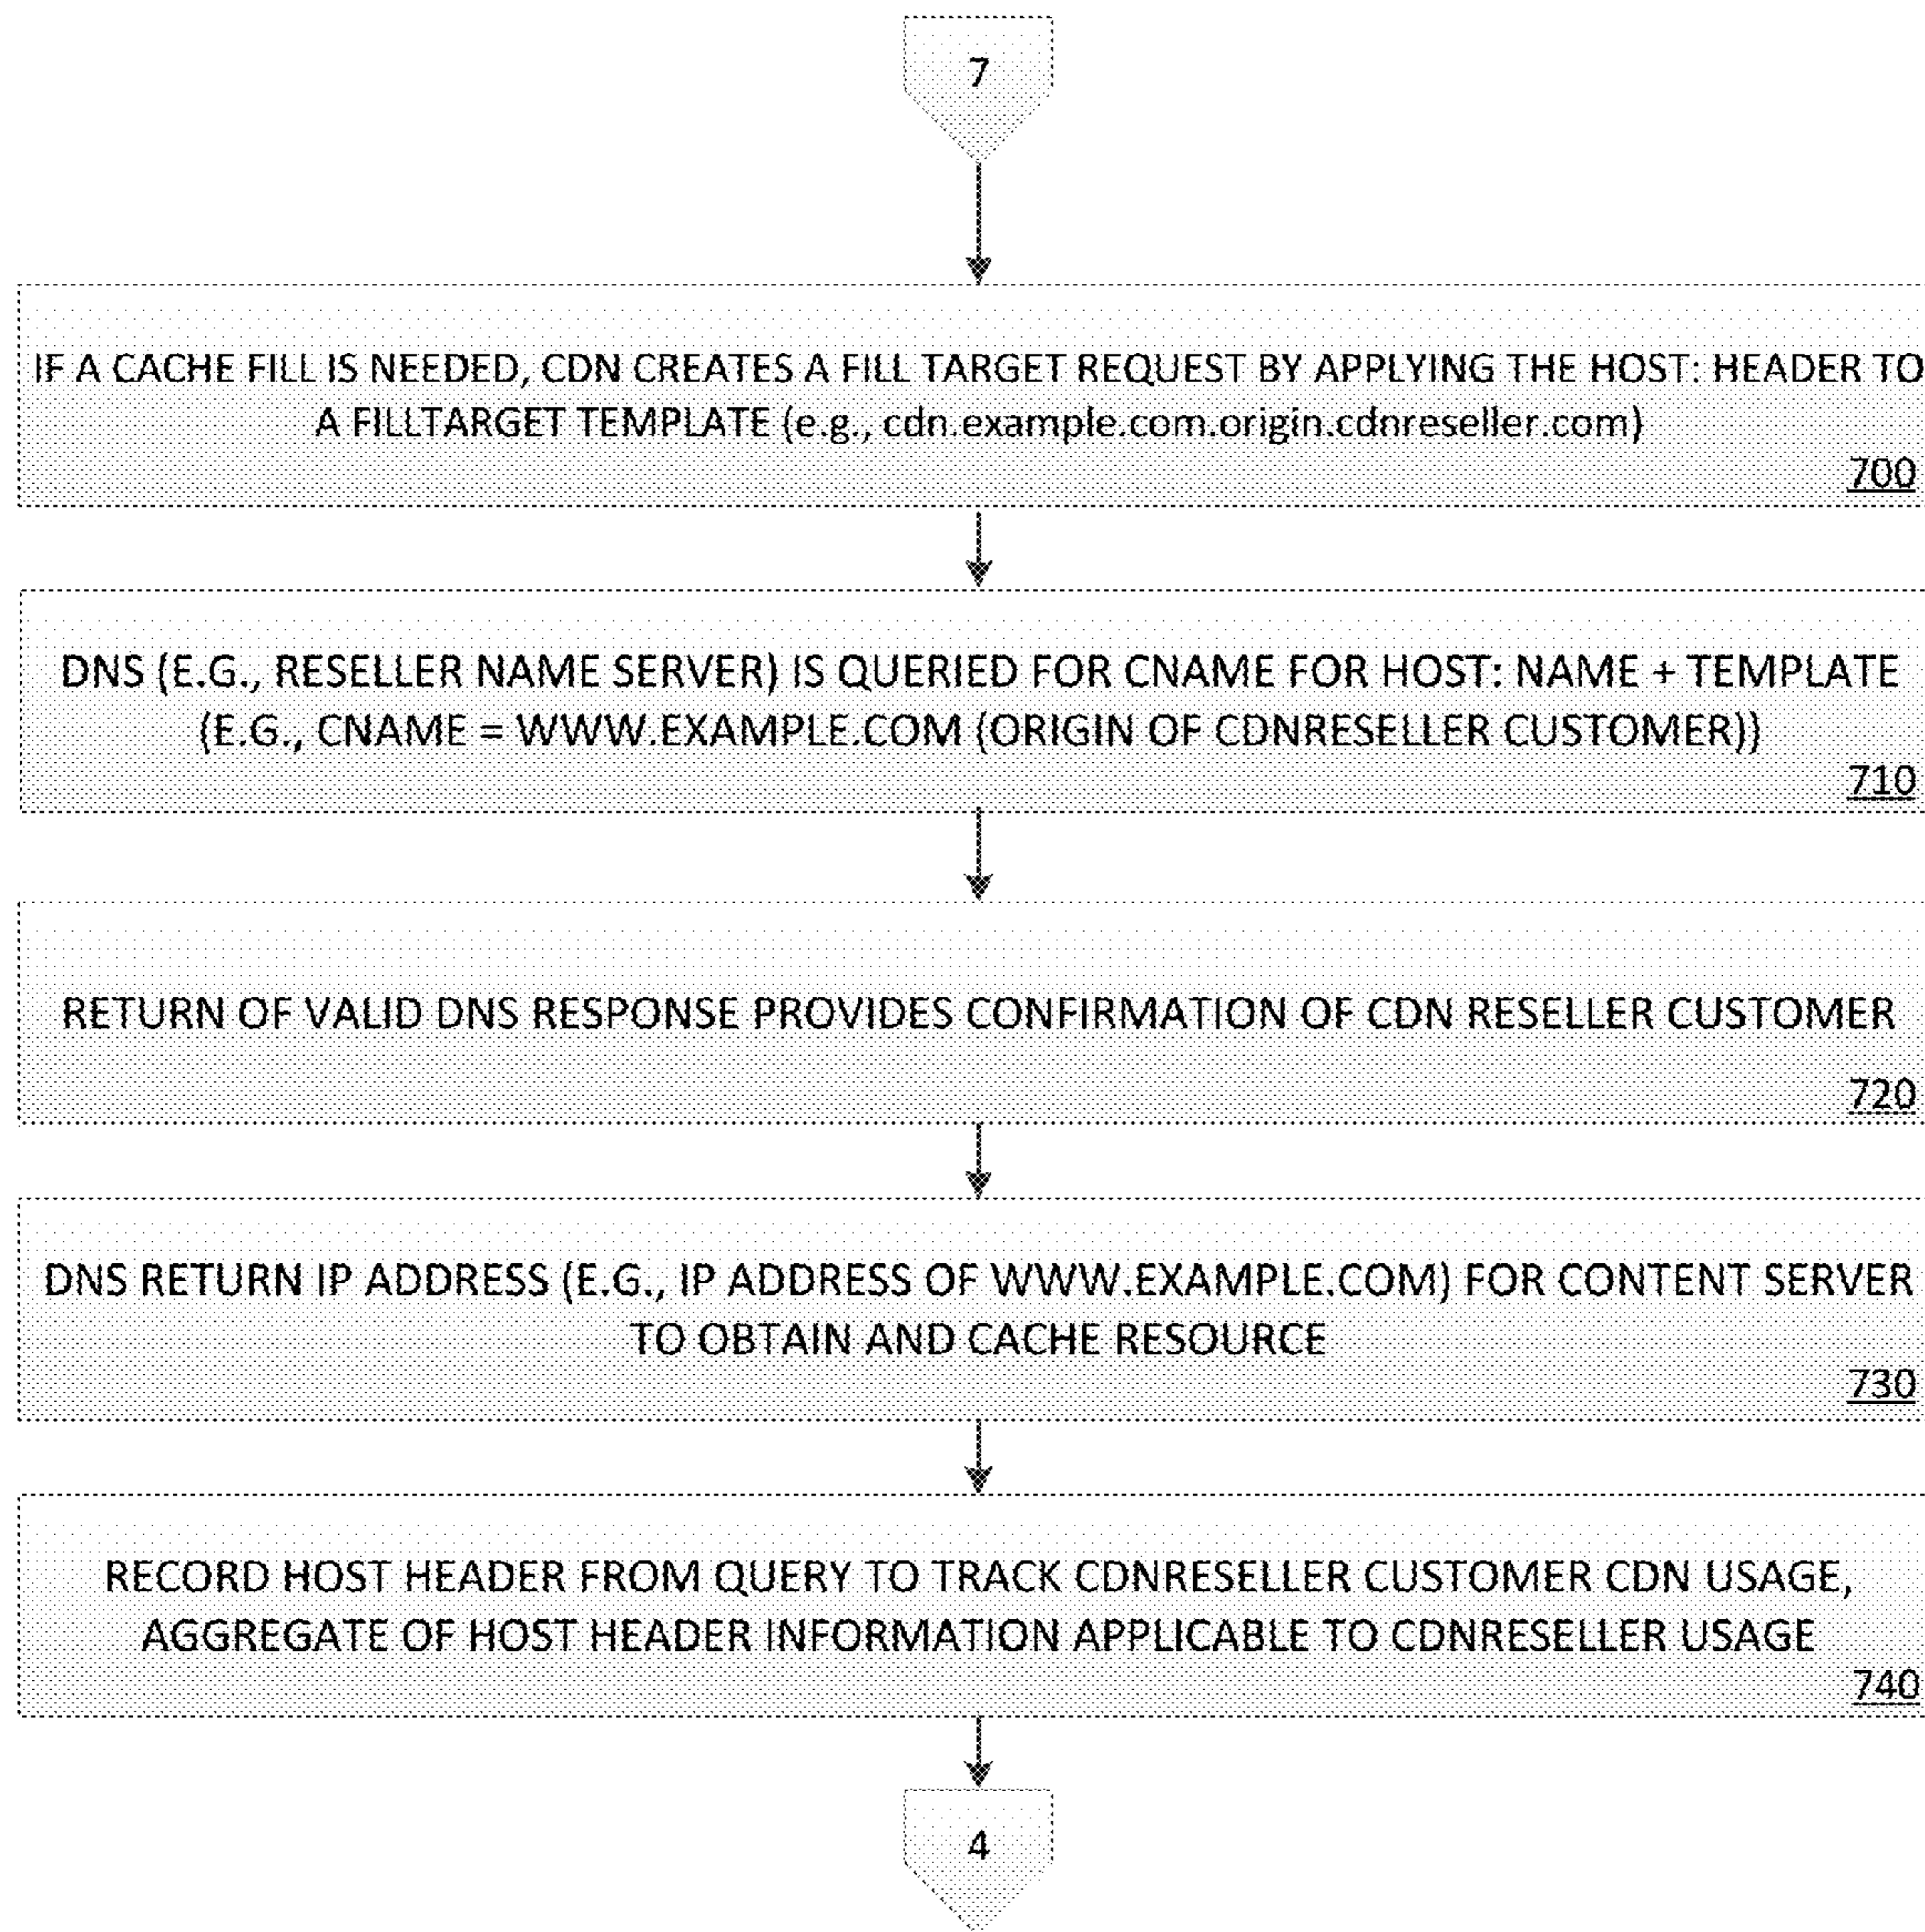 7
IF A CACHE FILL IS NEEDED, CDN CREATES A FILL TARGET REQUEST BY APPLYING THE HOST: HEADER TO
A FILLTARGET TEMPLATE (e.g., cdn.example.com.origin.cdnreseller.com)
700
DNS (E.G., RESELLER NAME SERVER) IS QUERIED FOR CNAME FOR HOST: NAME + TEMPLATE
(E.G., CNAME = WWW.EXAMPLE.COM (ORIGIN OF CDNRESELLER CUSTOMER))
710
RETURN OF VALID DNS RESPONSE PROVIDES CONFIRMATION OF CDN RESELLER CUSTOMER
720
DNS RETURN IP ADDRESS (E.G., IP ADDRESS OF WWW.EXAMPLE.COM) FOR CONTENT SERVER
TO OBTAIN AND CACHE RESOURCE
730
RECORD HOST HEADER FROM QUERY TO TRACK CDNRESELLER CUSTOMER CDN USAGE,
AGGREGATE OF HOST HEADER INFORMATION APPLICABLE TO CDNRESELLER USAGE
740
4